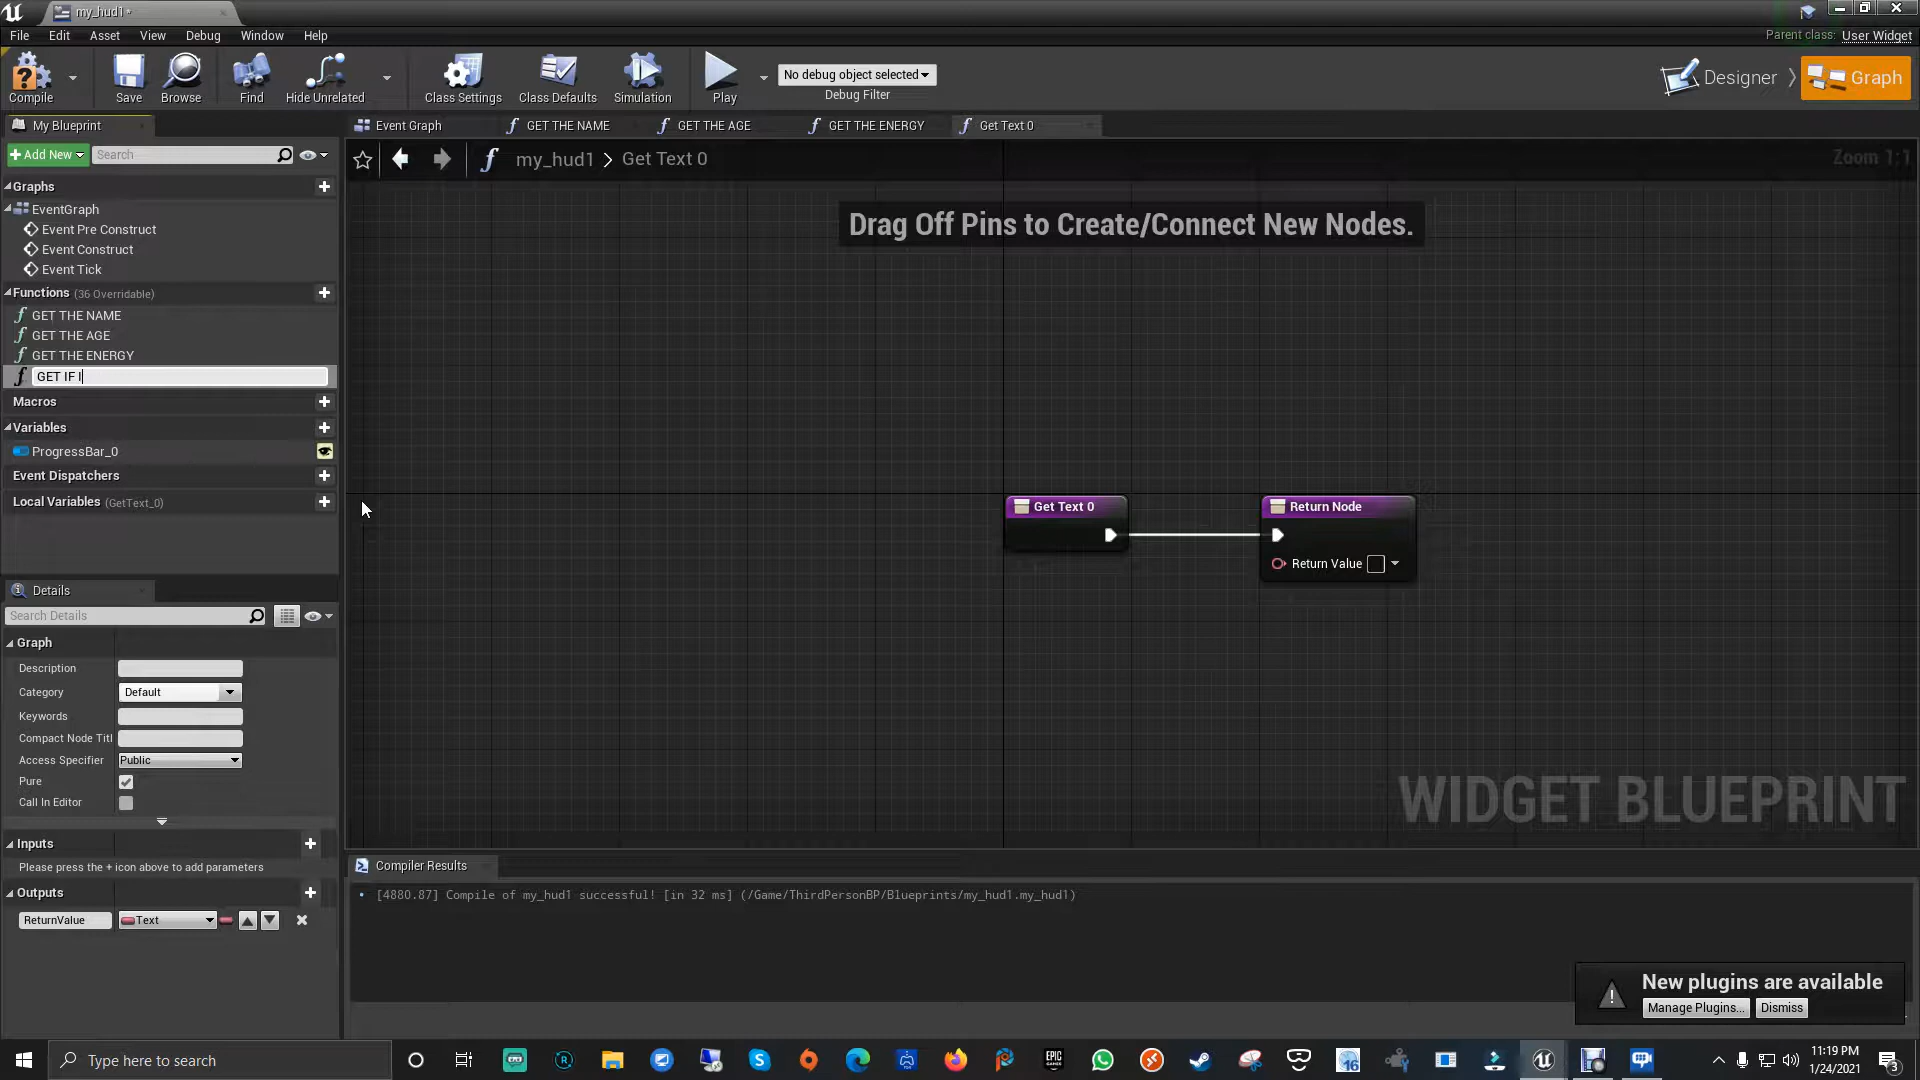 my_hud1*
File Edit Asset View Debug Window Help
Parent class: User Widget
Compile Save Browse Find Hide Unrelated Class Settings Class Defaults Simulation Play
No debug object selected
Debug Filter
Designer Graph
My Blueprint
Event Graph GET THE NAME GET THE AGE GET THE ENERGY Get Text 0
Add New Search
my_hud1 > Get Text 0
Zoom 1:1
Graphs
EventGraph
Event Pre Construct
Event Construct
Event Tick
Functions (36 Overridable)
GET THE NAME
GET THE AGE
GET THE ENERGY
GET IF I
Macros
Variables
ProgressBar_0
Event Dispatchers
Local Variables (GetText_0)
Drag Off Pins to Create/Connect New Nodes.
Get Text 0
Return Node
Return Value
WIDGET BLUEPRINT
Details
Search Details
Graph
Description
Category Default
Keywords
Compact Node Titl
Access Specifier Public
Pure
Call In Editor
Inputs
Please press the + icon above to add parameters
Outputs
ReturnValue Text
Compiler Results
[4880.87] Compile of my_hud1 successful! [in 32 ms] (/Game/ThirdPersonBP/Blueprints/my_hud1.my_hud1)
New plugins are available
Manage Plugins... Dismiss
Type here to search
11:19 PM
1/24/2021